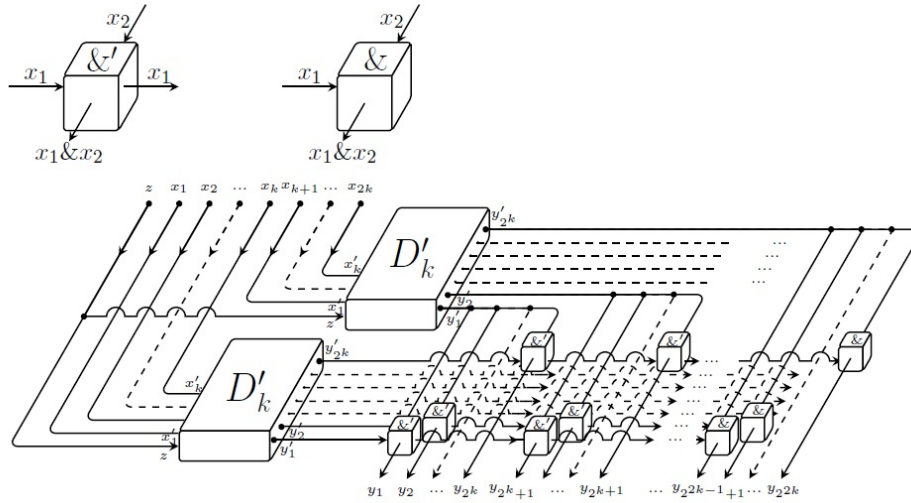 x₂ x₂
&′ &
x₁ x₁ x₁
x₁&x₂ x₁&x₂
z x₁ x₂ ... xₖ xₖ₊₁ ... x₂ₖ
y′₂ᵏ
...
x′ₖ D′ₖ ...
...
...
y′₂
x′₁ y′₁
z
&′ &′ &
y′₂ᵏ ...
x′ₖ D′ₖ ...
...
...
&′ & &′ & & &
y′₂ ...
x′₁ y′₁ ...
z
y₁ y₂ ... y₂ᵏ y₂ᵏ₊₁ ... y₂ᵏ⁺¹ ... y₂²ᵏ⁻¹₊₁ ... y₂²ᵏ